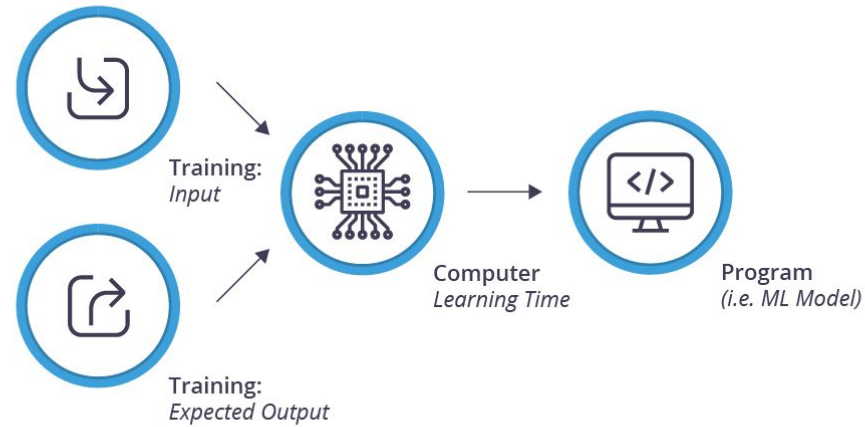 Training:
Input
</>
Computer
Learning Time
Program
(i.e. ML Model)
Training:
Expected Output